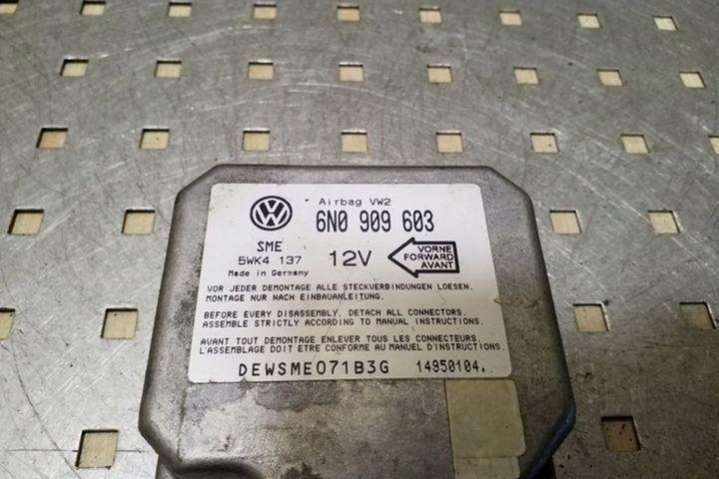 Airbag VW2
6N0 909 603
SME
5WK4 137
12V
VORNE
FORWARD
AVANT
Made in Germany
VOR JEDER DEMONTAGE ALLE STECKVERBINDUNGEN LOESEN.
MONTAGE NUR NACH EINBAUANLEITUNG.
BEFORE EVERY DISASSEMBLY, DETACH ALL CONNECTORS
ASSEMBLE STRICTLY ACCORDING TO MANUAL INSTRUCTIONS.
AVANT TOUT DEMONTAGE ENLEVER TOUS LES CONNECTEURS
L'ASSEMBLAGE DOIT ETRE CONFORME AU MANUEL D'INSTRUCTIONS.
DEWSME071B3G 14950104.